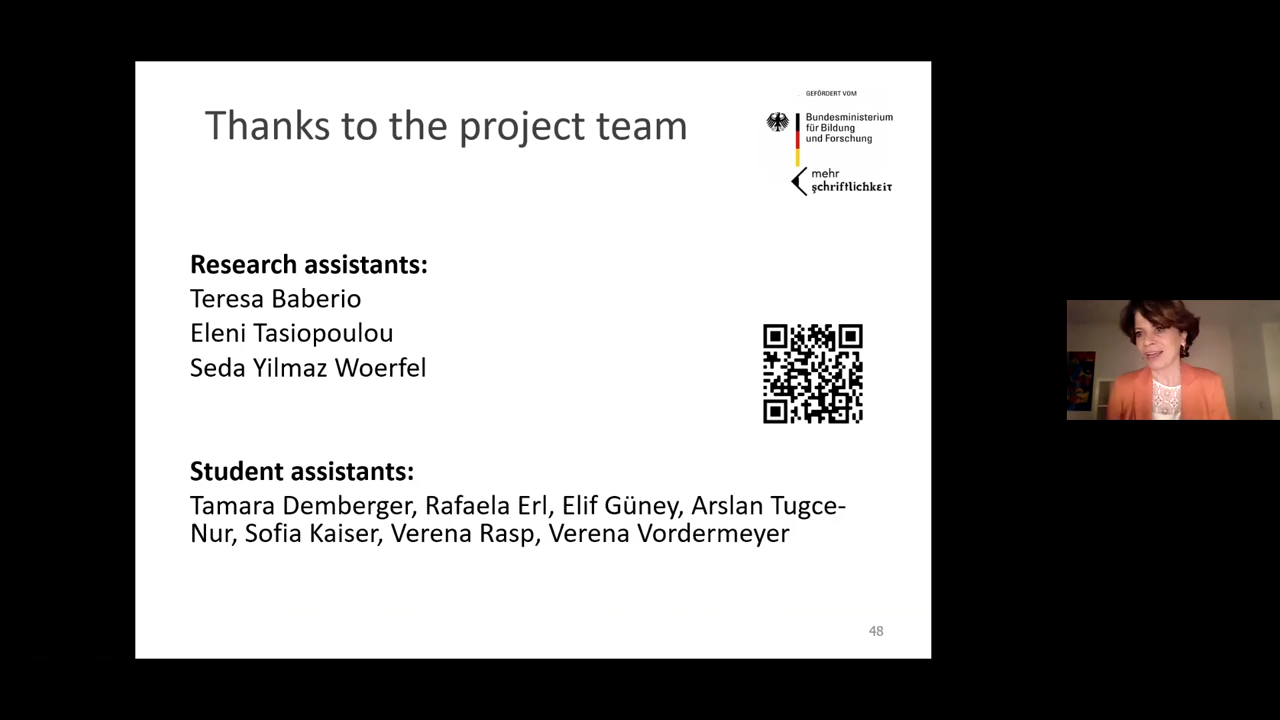 Thanks to the project team
GEFÖRDERT VOM
Bundesministerium
für Bildung
und Forschung
mehr
schriftlichkeit
Research assistants:
Teresa Baberio
Eleni Tasiopoulou
Seda Yilmaz Woerfel
Student assistants:
Tamara Demberger, Rafaela Erl, Elif Güney, Arslan Tugce-
Nur, Sofia Kaiser, Verena Rasp, Verena Vordermeyer
48